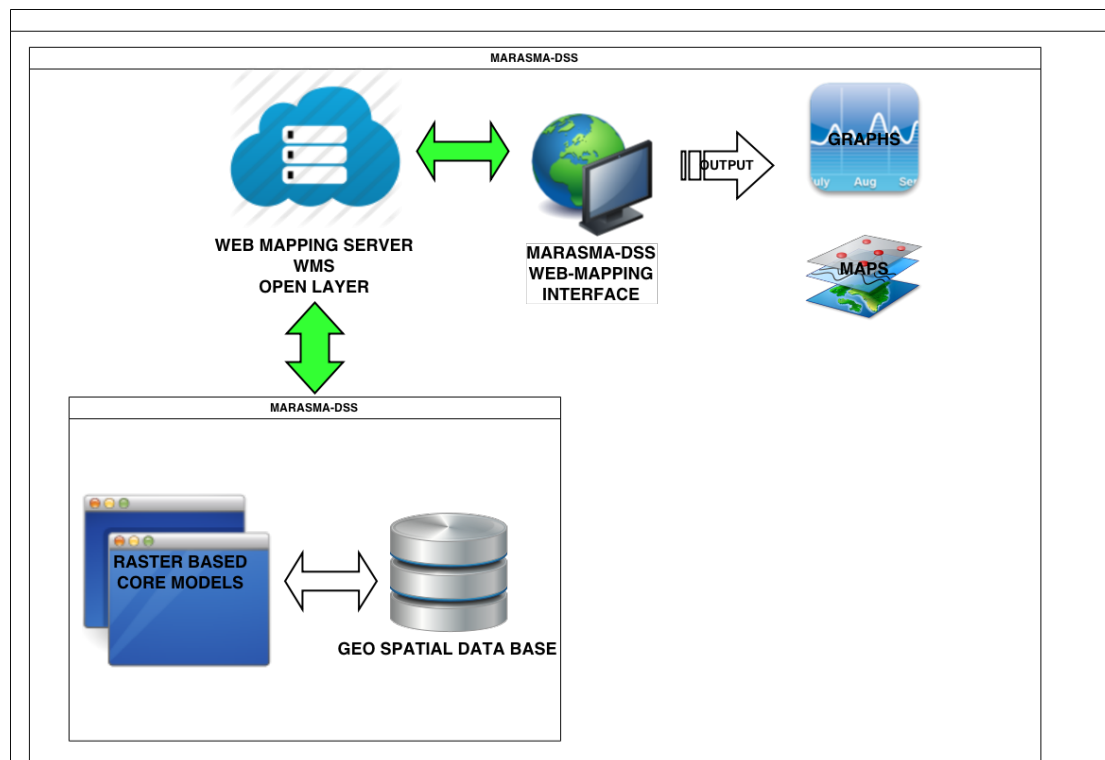 MARASMA-DSS
WEB MAPPING SERVER
WMS
OPEN LAYER
MARASMA-DSS
WEB-MAPPING
INTERFACE
OUTPUT
GRAPHS
Aug
MAPS
MARASMA-DSS
RASTER BASED
CORE MODELS
GEO SPATIAL DATA BASE